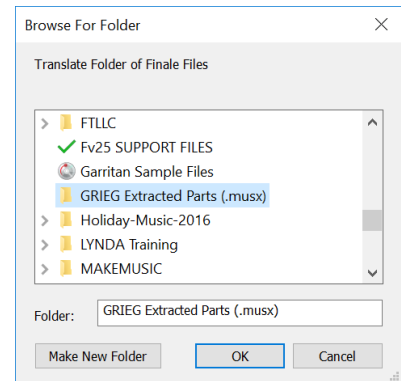 Browse For Folder
Translate Folder of Finale Files
FTLLC
Fv25 SUPPORT FILES
Garritan Sample Files
GRIEG Extracted Parts (.musx)
Holiday-Music-2016
LYNDA Training
MAKEMUSIC
Folder: GRIEG Extracted Parts (.musx)
Make New Folder OK Cancel